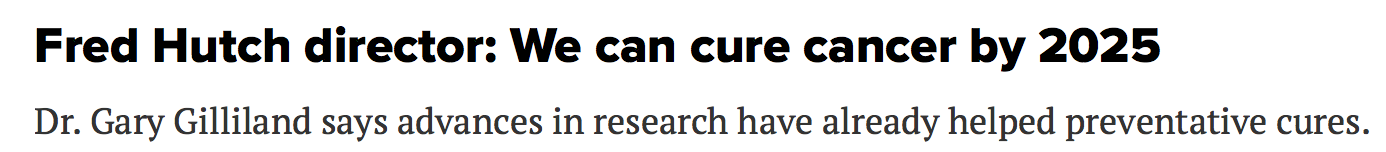 Fred Hutch director: We can cure cancer by 2025
Dr. Gary Gilliland says advances in research have already helped preventative cures.